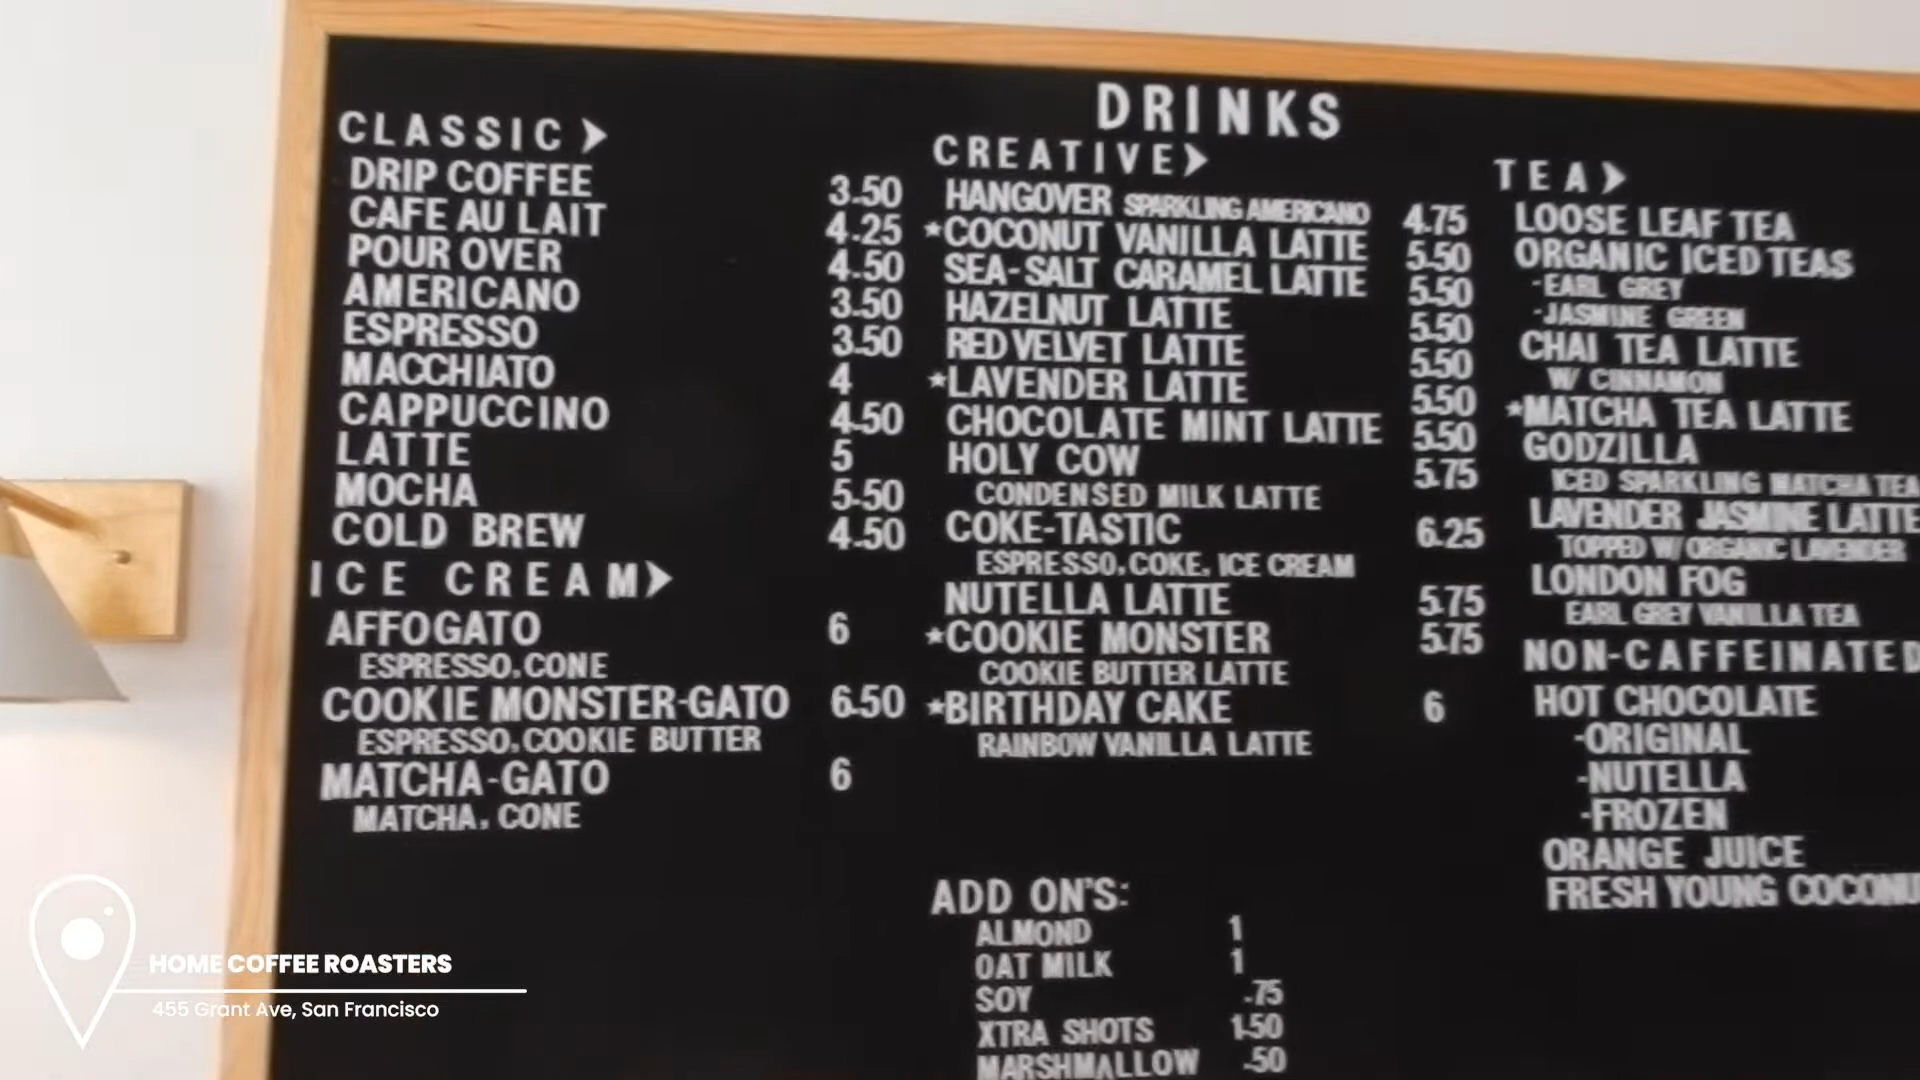 DRINKS
CLASSIC
DRIP COFFEE 3.50
CAFE AU LAIT 4.25
POUR OVER 4.50
AMERICANO 3.50
ESPRESSO 3.50
MACCHIATO 4
CAPPUCCINO 4.50
LATTE 5
MOCHA 5.50
COLD BREW 4.50
ICE CREAM
AFFOGATO 6
ESPRESSO, CONE
COOKIE MONSTER-GATO 6.50
ESPRESSO, COOKIE BUTTER
MATCHA-GATO 6
MATCHA, CONE
CREATIVE
HANGOVER SPARKLING AMERICANO 4.75
*COCONUT VANILLA LATTE 5.50
SEA-SALT CARAMEL LATTE 5.50
HAZELNUT LATTE 5.50
RED VELVET LATTE 5.50
*LAVENDER LATTE 5.50
CHOCOLATE MINT LATTE 5.50
HOLY COW 5.75
CONDENSED MILK LATTE
COKE-TASTIC 6.25
ESPRESSO, COKE, ICE CREAM
NUTELLA LATTE 5.75
*COOKIE MONSTER 5.75
COOKIE BUTTER LATTE
*BIRTHDAY CAKE 6
RAINBOW VANILLA LATTE
ADD ON'S:
ALMOND 1
OAT MILK 1
SOY .75
XTRA SHOTS 1.50
MARSHMALLOW .50
TEA
LOOSE LEAF TEA
ORGANIC ICED TEAS
-EARL GREY
-JASMINE GREEN
CHAI TEA LATTE
W/ CINNAMON
*MATCHA TEA LATTE
GODZILLA
ICED SPARKLING MATCHA TEA
LAVENDER JASMINE LATTE
TOPPED W/ ORGANIC LAVENDER
LONDON FOG
EARL GREY VANILLA TEA
NON-CAFFEINATED
HOT CHOCOLATE
-ORIGINAL
-NUTELLA
-FROZEN
ORANGE JUICE
FRESH YOUNG
HOME COFFEE ROASTERS
455 Grant Ave, San Francisco